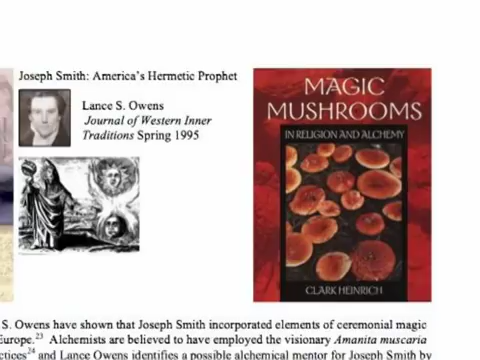 Joseph Smith: America's Hermetic Prophet
Lance S. Owens
Journal of Western Inner
Traditions Spring 1995
MAGIC
MUSHROOMS
IN RELIGION AND ALCHEMY
CLARK HEINRICH
S. Owens have shown that Joseph Smith incorporated elements of ceremonial magic
Europe.23 Alchemists are believed to have employed the visionary Amanita muscaria
ctices24 and Lance Owens identifies a possible alchemical mentor for Joseph Smith by